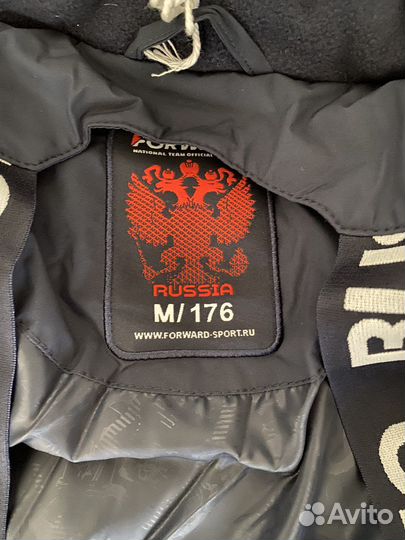 FORWARD
NATIONAL TEAM OFFICIAL
RUSSIA
M/176
WWW.FORWARD-SPORT.RU
Avito